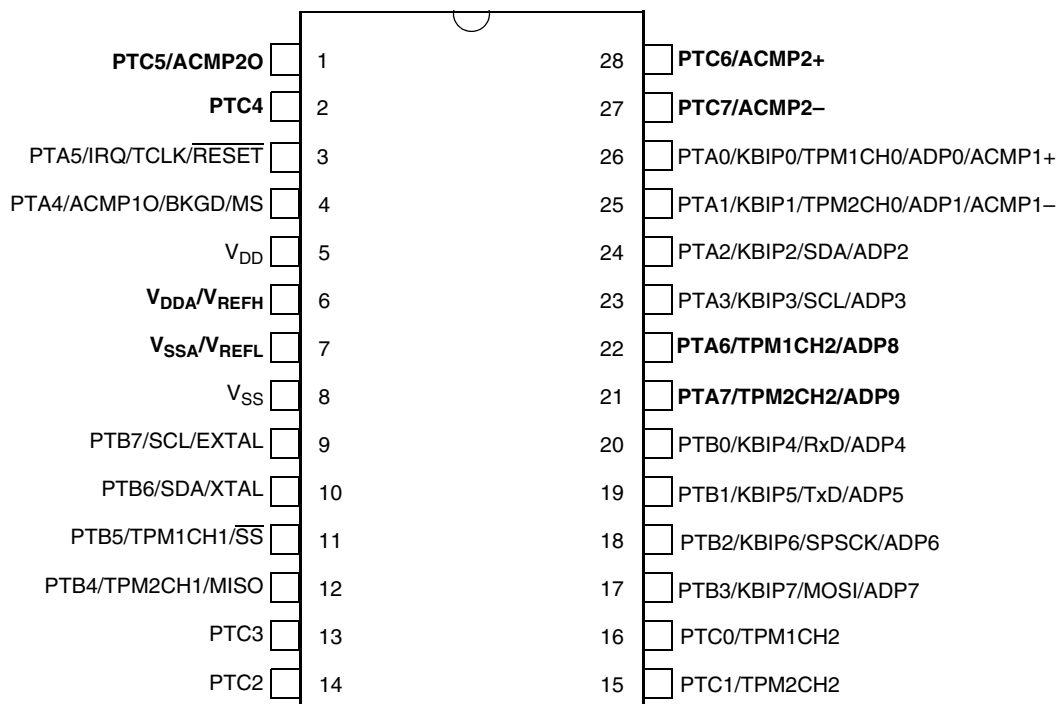 PTC5/ACMP2O 1 28 PTC6/ACMP2+
PTC4 2 27 PTC7/ACMP2–
PTA5/IRQ/TCLK/RESET 3 26 PTA0/KBIP0/TPM1CH0/ADP0/ACMP1+
PTA4/ACMP1O/BKGD/MS 4 25 PTA1/KBIP1/TPM2CH0/ADP1/ACMP1–
VDD 5 24 PTA2/KBIP2/SDA/ADP2
VDDA/VREFH 6 23 PTA3/KBIP3/SCL/ADP3
VSSA/VREFL 7 22 PTA6/TPM1CH2/ADP8
VSS 8 21 PTA7/TPM2CH2/ADP9
PTB7/SCL/EXTAL 9 20 PTB0/KBIP4/RxD/ADP4
PTB6/SDA/XTAL 10 19 PTB1/KBIP5/TxD/ADP5
PTB5/TPM1CH1/SS 11 18 PTB2/KBIP6/SPSCK/ADP6
PTB4/TPM2CH1/MISO 12 17 PTB3/KBIP7/MOSI/ADP7
PTC3 13 16 PTC0/TPM1CH2
PTC2 14 15 PTC1/TPM2CH2